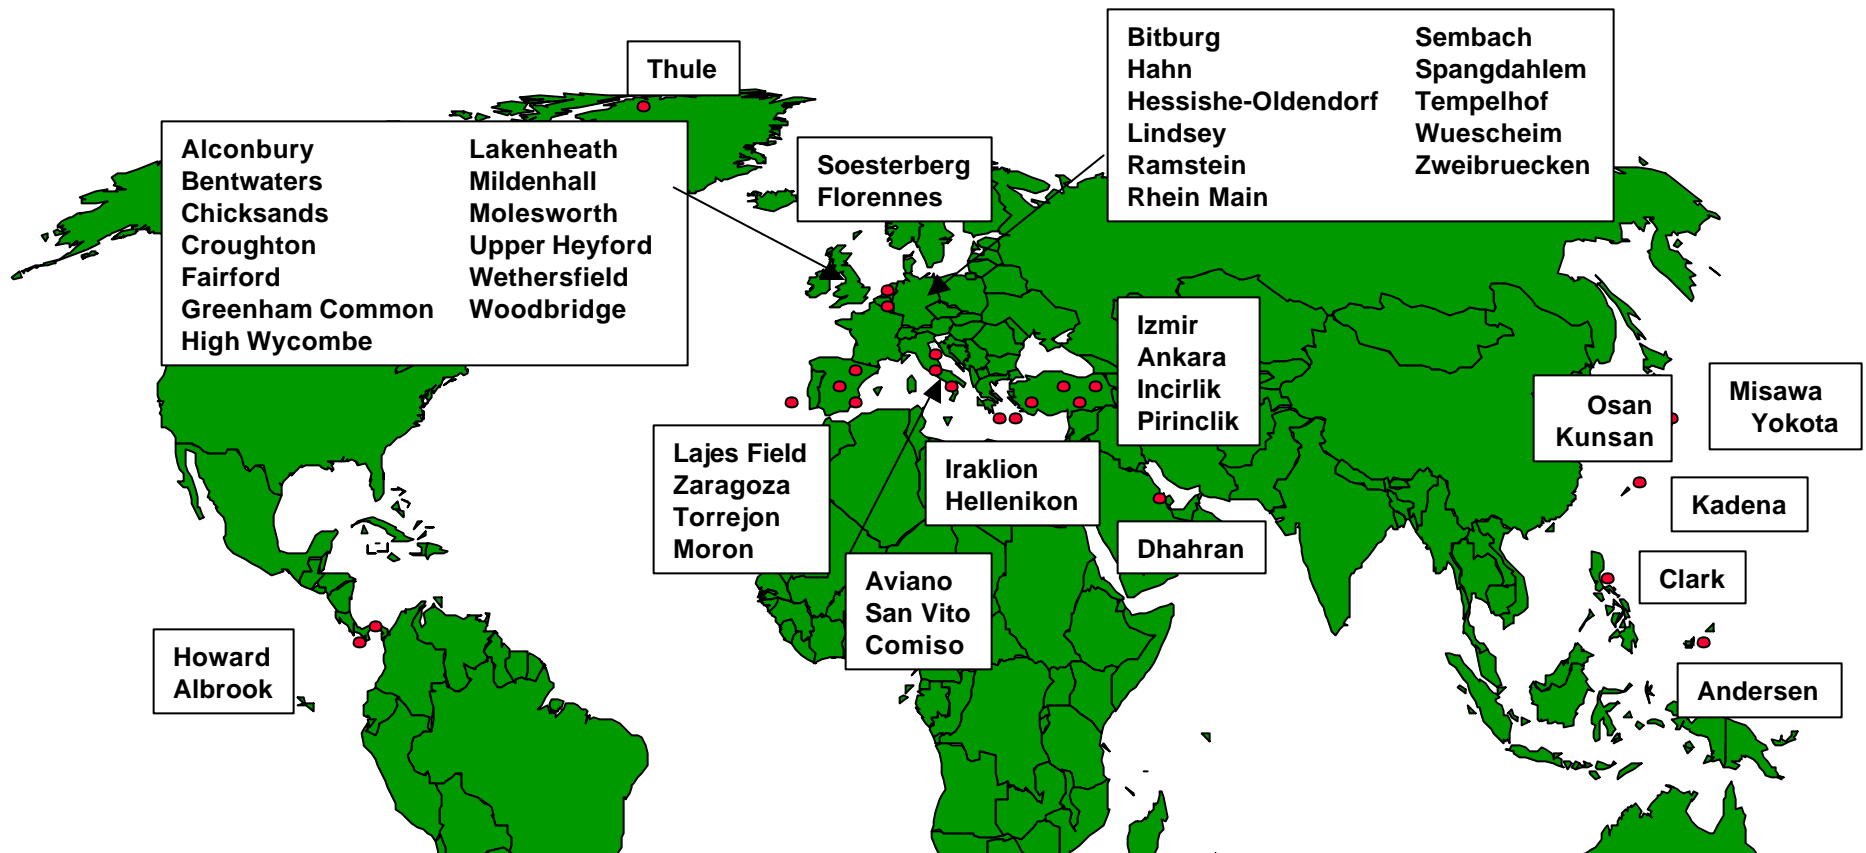 Thule
Bitburg
Hahn
Hessishe-Oldendorf
Lindsey
Ramstein
Rhein Main
Sembach
Spangdahlem
Tempelhof
Wuescheim
Zweibruecken
Alconbury
Bentwaters
Chicksands
Croughton
Fairford
Greenham Common
High Wycombe
Lakenheath
Mildenhall
Molesworth
Upper Heyford
Wethersfield
Woodbridge
Soesterberg
Florennes
Izmir
Ankara
Incirlik
Pirinclik
Osan
Kunsan
Misawa
Yokota
Lajes Field
Zaragoza
Torrejon
Moron
Iraklion
Hellenikon
Kadena
Dhahran
Clark
Aviano
San Vito
Comiso
Howard
Albrook
Andersen